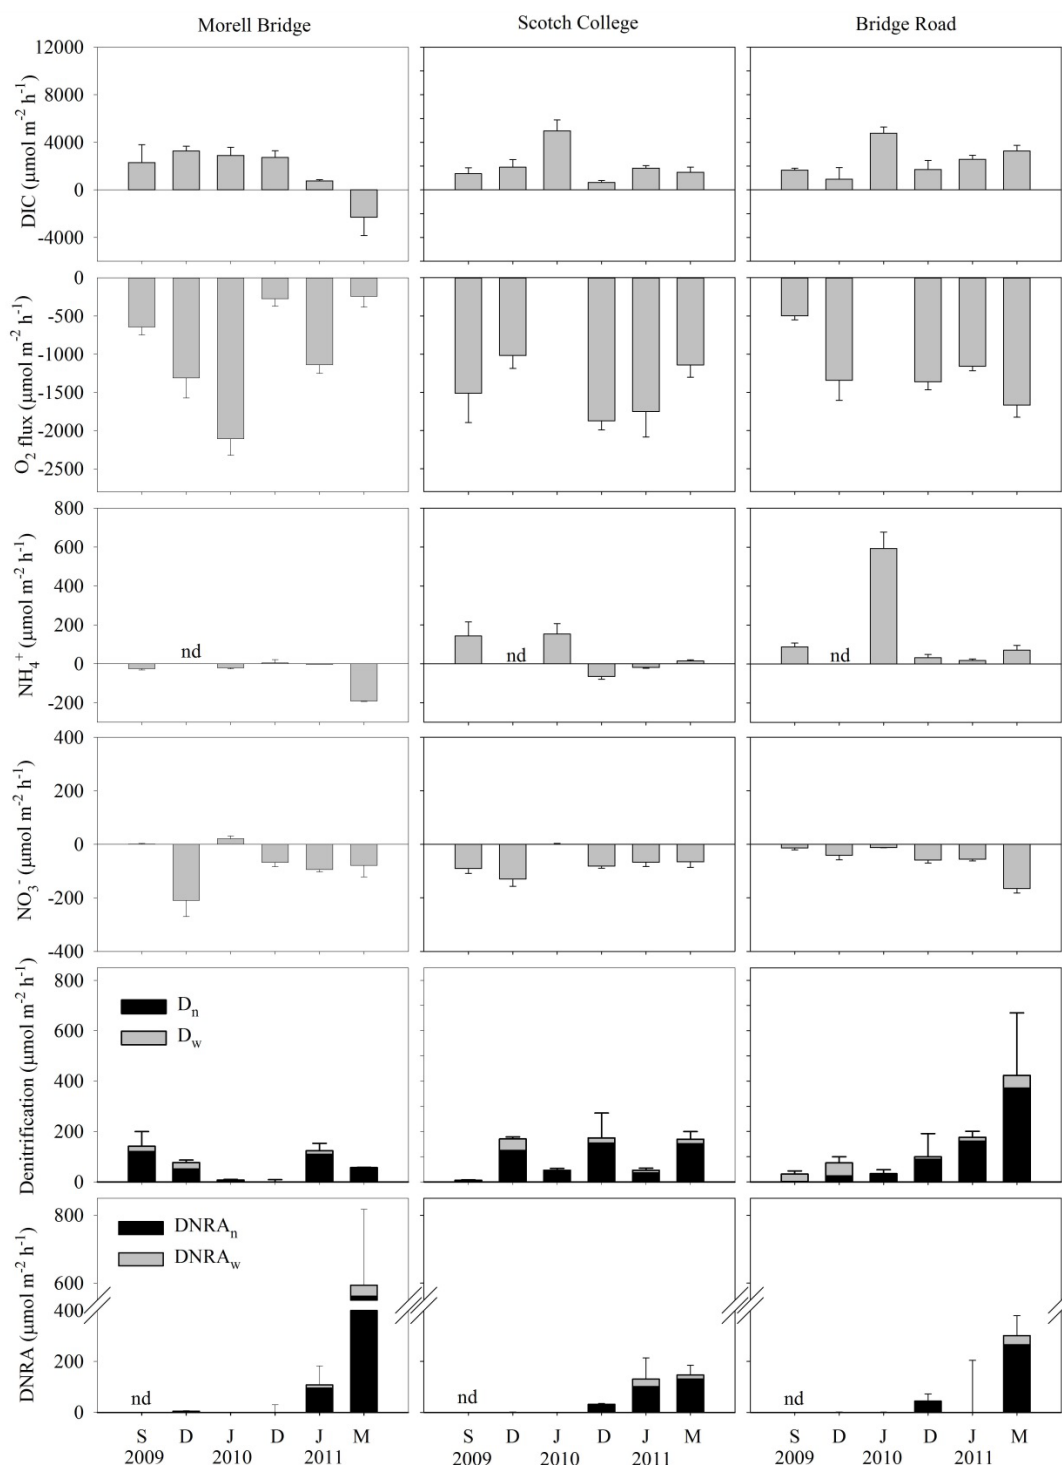 Morell Bridge Scotch College Bridge Road
DIC (µmol m⁻² h⁻¹)
12000
8000
4000
0
-4000
O₂ flux (µmol m⁻² h⁻¹)
0
-500
-1000
-1500
-2000
-2500
NH₄⁺ (µmol m⁻² h⁻¹)
800
600
400
200
0
-200
nd nd nd
NO₃⁻ (µmol m⁻² h⁻¹)
400
200
0
-200
-400
Denitrification (µmol m⁻² h⁻¹)
800
600
400
200
0
Dₙ
D_w
DNRA (µmol m⁻² h⁻¹)
800
600
400
200
0
DNRAₙ
DNRA_w
nd nd nd
S D J D J M S D J D J M S D J D J M
2009 2010 2011 2009 2010 2011 2009 2010 2011